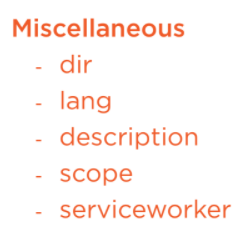 Miscellaneous
- dir
- lang
- description
- scope
- serviceworker